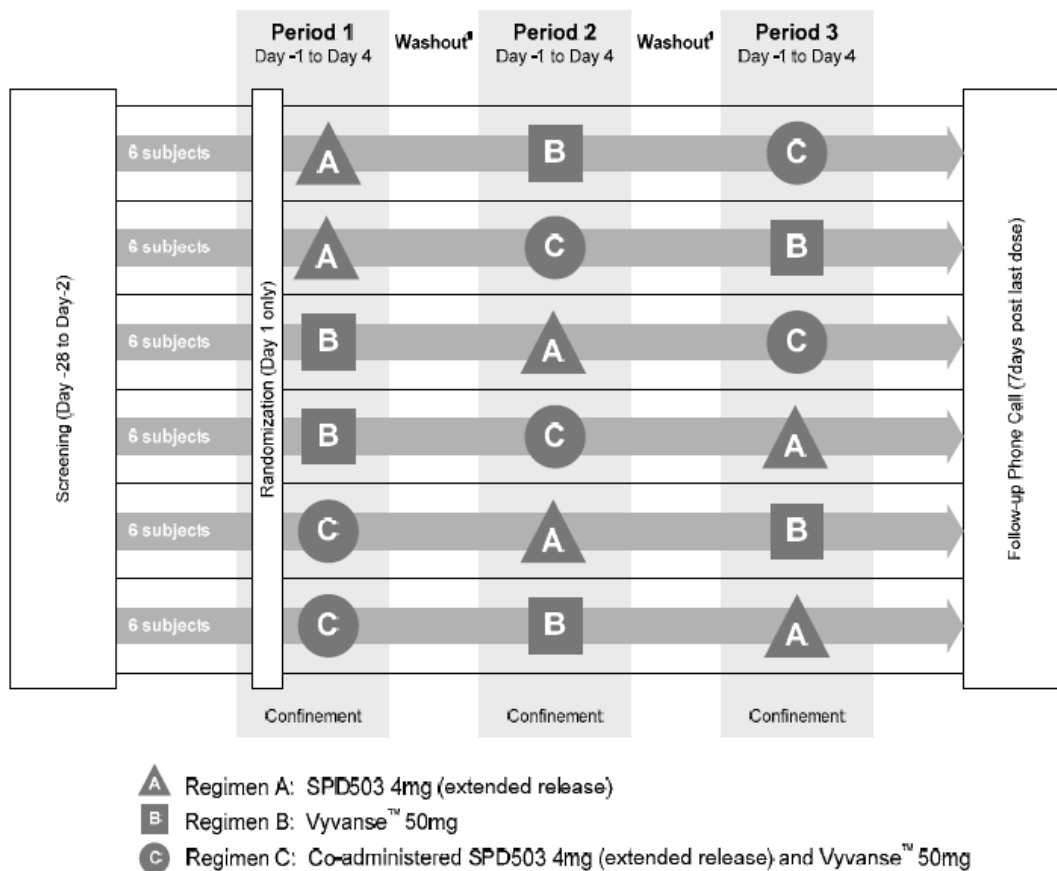 Period 1
Day -1 to Day 4
Washout¹
Period 2
Day -1 to Day 4
Washout¹
Period 3
Day -1 to Day 4
Screening (Day -28 to Day-2)
Randomization (Day 1 only)
Follow-up Phone Call (7days post last dose)
6 subjects A B C
6 subjects A C B
6 subjects B A C
6 subjects B C A
6 subjects C A B
6 subjects C B A
Confinement Confinement Confinement
A Regimen A: SPD503 4mg (extended release)
B Regimen B: Vyvanse™ 50mg
C Regimen C: Co-administered SPD503 4mg (extended release) and Vyvanse™ 50mg